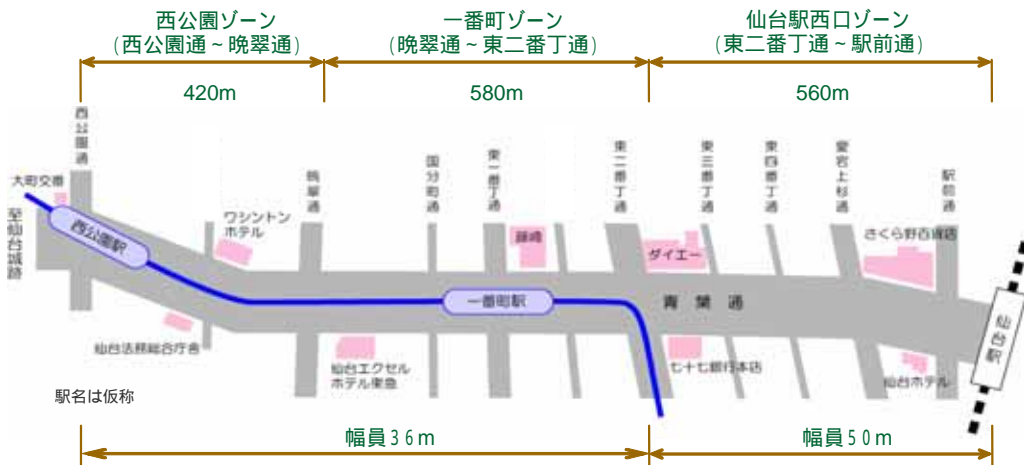 西公園ゾーン
(西公園通~晩翠通)
一番町ゾーン
(晩翠通~東二番丁通)
仙台駅西口ゾーン
(東二番丁通~駅前通)
420m
580m
560m
西公園通
晩翠通
国分町通
東一番丁通
東二番丁通
東三番丁通
東四番丁通
愛宕上杉通
駅前通
大町交番
至仙台城跡
西公園駅
ワシントン
ホテル
藤崎
ダイエー
さくら野百貨店
一番町駅
青葉通
仙台駅
仙台法務総合庁舎
仙台エクセル
ホテル東急
七十七銀行本店
仙台ホテル
駅名は仮称
幅員36m
幅員50m